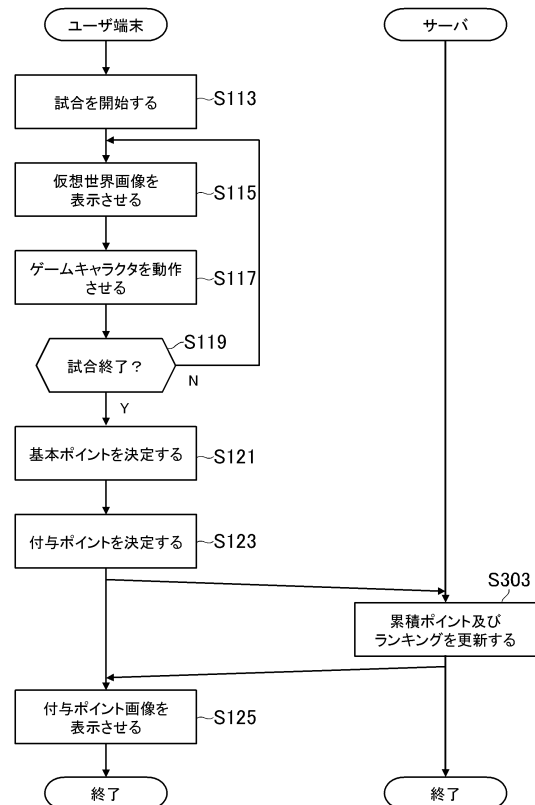 ユーザ端末
サーバ
試合を開始する
S113
仮想世界画像を
表示させる
S115
ゲームキャラクタを動作
させる
S117
試合終了？
S119
N
Y
基本ポイントを決定する
S121
付与ポイントを決定する
S123
S303
累積ポイント及び
ランキングを更新する
付与ポイント画像を
表示させる
S125
終了
終了